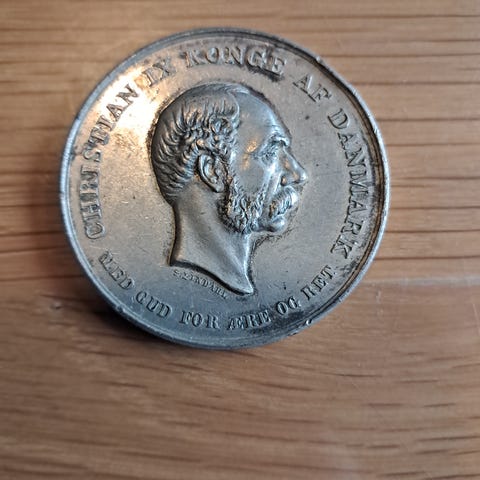 CHRISTIAN IX KONGE AF DANMARK
MED GUD FOR ÆRE OG RET